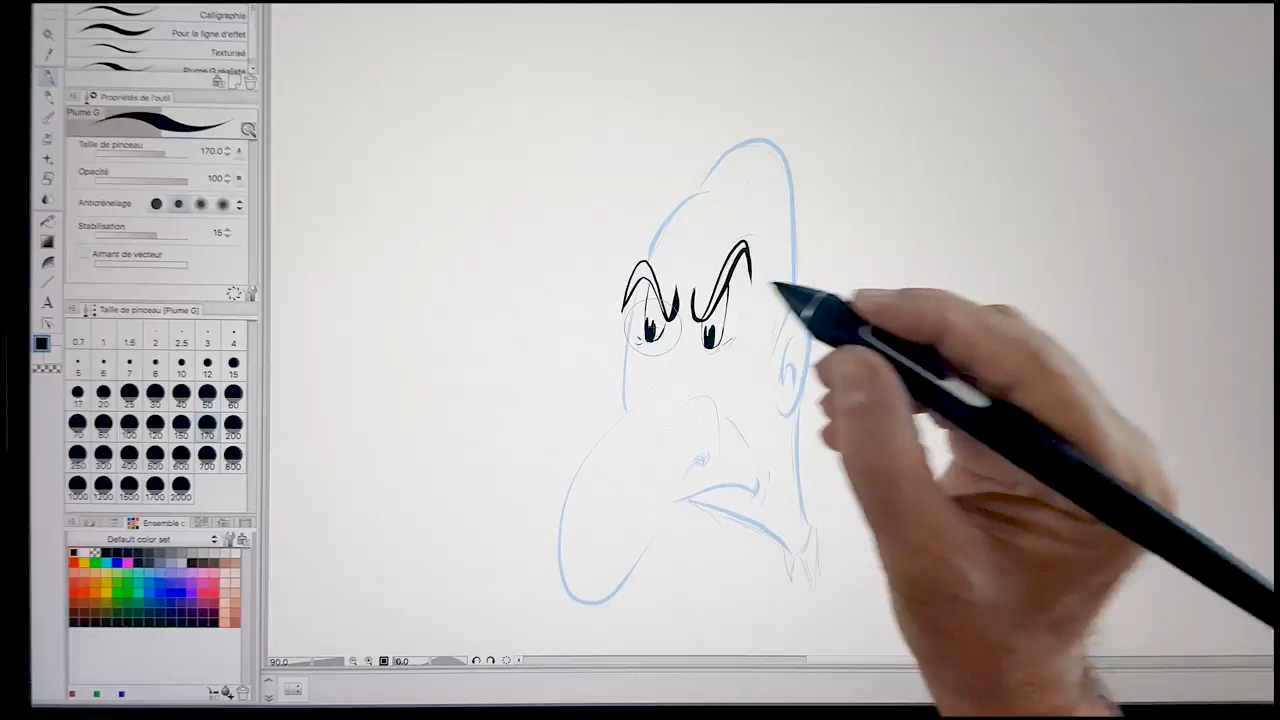 Calligraphie
Pour la ligne d'effet
Texturisé
Plume G réaliste
Propriétés de l'outil
Plume G
Taille de pinceau 170.0
Opacité 100
Anticrénelage
Stabilisation 15
Aimant de vecteur
Taille de pinceau [Plume G]
0.7 1 1.5 2 2.5 3 4
5 6 7 8 10 12 15
17 20 25 30 40 50 60
70 80 100 120 150 170 200
250 300 400 500 600 700 800
1000 1200 1500 1700 2000
Ensemble c
Default color set
90.0 0.0